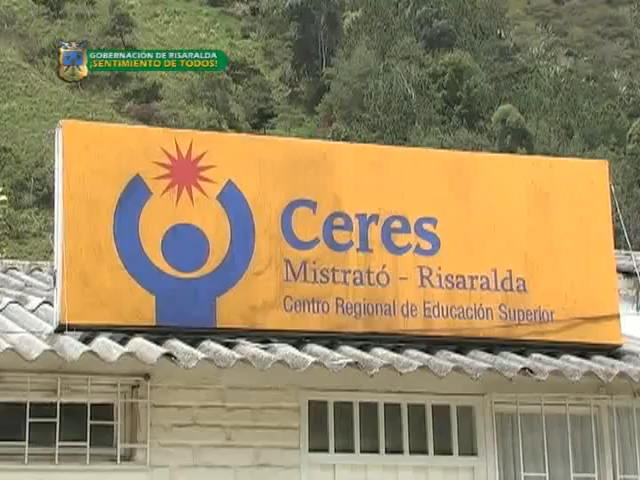 GOBERNACIÓN DE RISARALDA
¡SENTIMIENTO DE TODOS!
Ceres
Mistrató - Risaralda
Centro Regional de Educación Superior